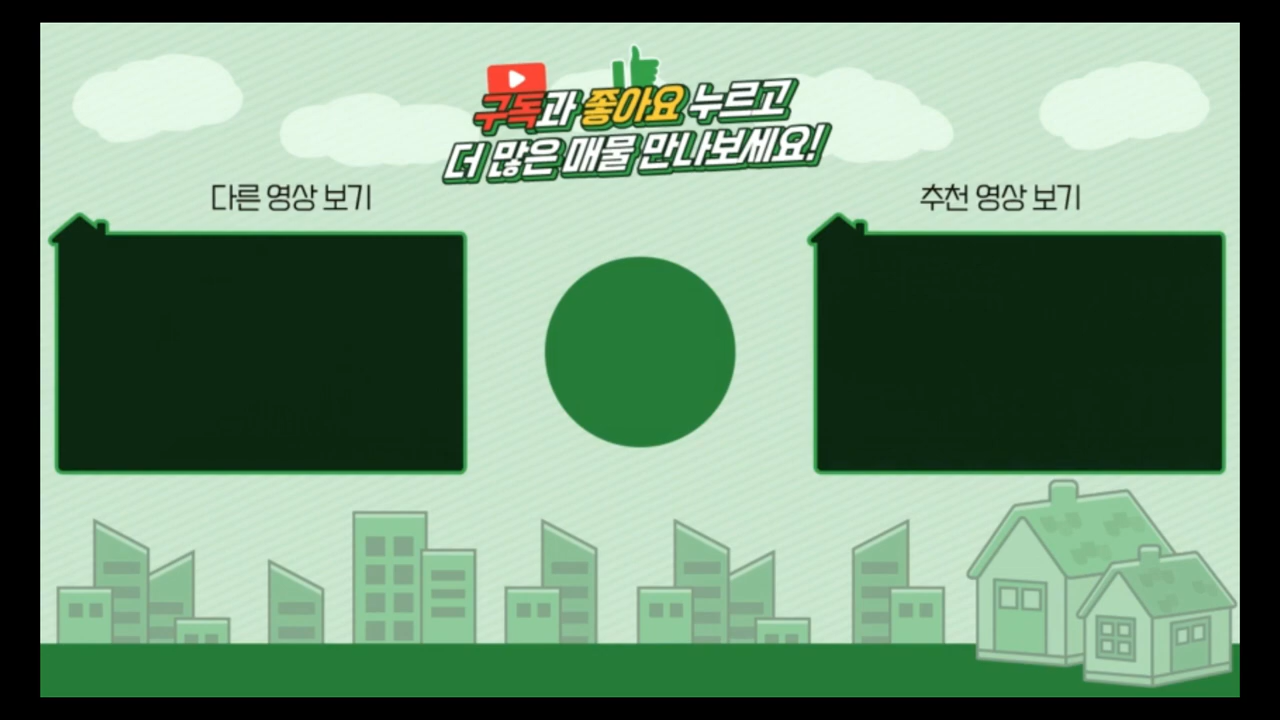 구독과 좋아요 누르고
더 많은 매물 만나보세요!
다른 영상 보기
추천 영상 보기